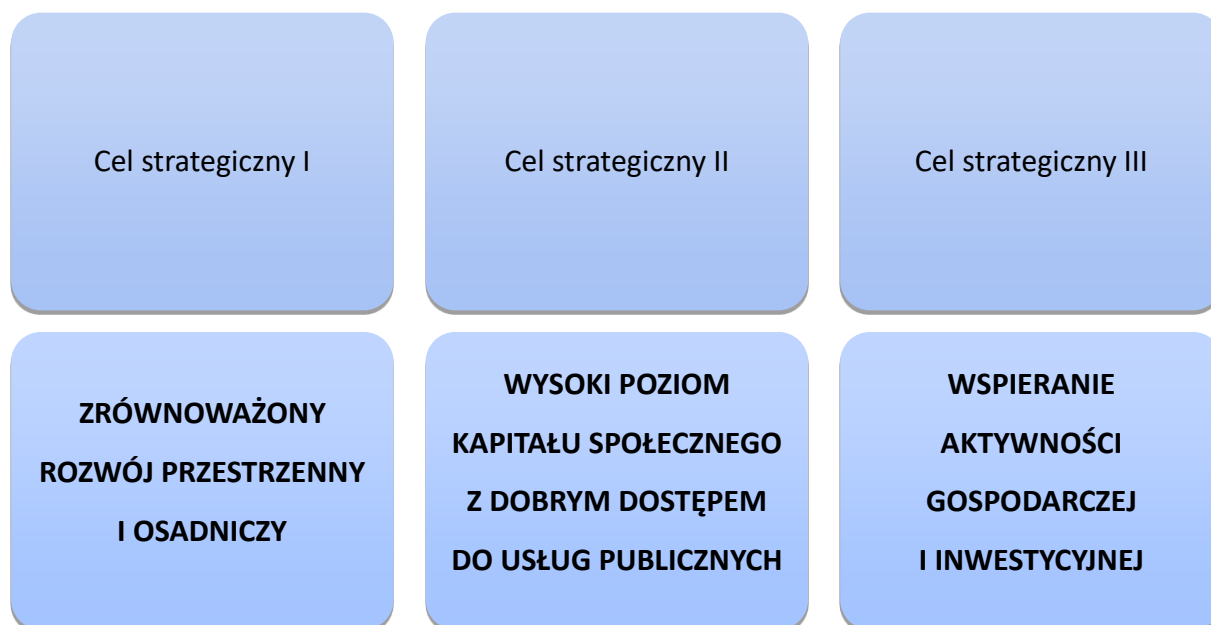 Cel strategiczny I
Cel strategiczny II
Cel strategiczny III
ZRÓWNOWAŻONY
ROZWÓJ PRZESTRZENNY
I OSADNICZY
WYSOKI POZIOM
KAPITAŁU SPOŁECZNEGO
Z DOBRYM DOSTĘPEM
DO USŁUG PUBLICZNYCH
WSPIERANIE
AKTYWNOŚCI
GOSPODARCZEJ
I INWESTYCYJNEJ